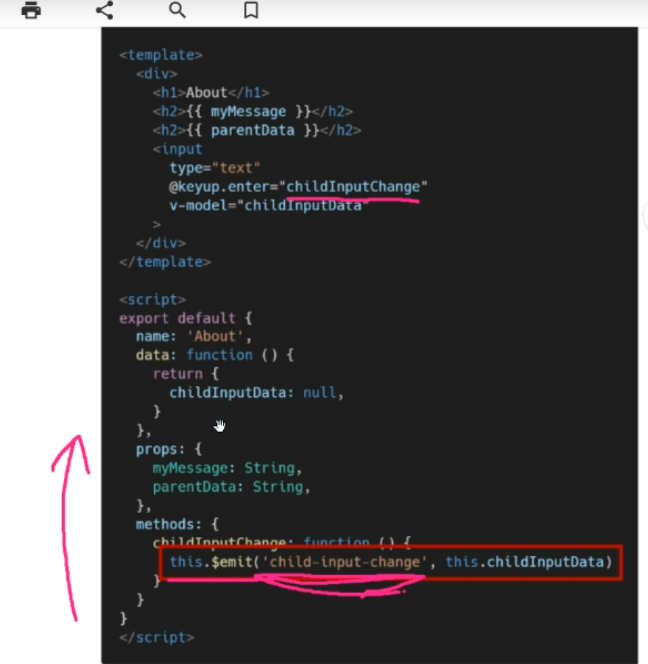 <template>
<div>
<h1>About</h1>
<h2>{{ myMessage }}</h2>
<h2>{{ parentData }}</h2>
<input
type="text"
@keyup.enter="childInputChange"
v-model="childInputData"
>
</div>
</template>
<script>
export default {
name: 'About',
data: function () {
return {
childInputData: null,
}
},
props: {
myMessage: String,
parentData: String,
},
methods: {
childInputChange: function () {
this.$emit('child-input-change', this.childInputData)
}
}
}
</script>